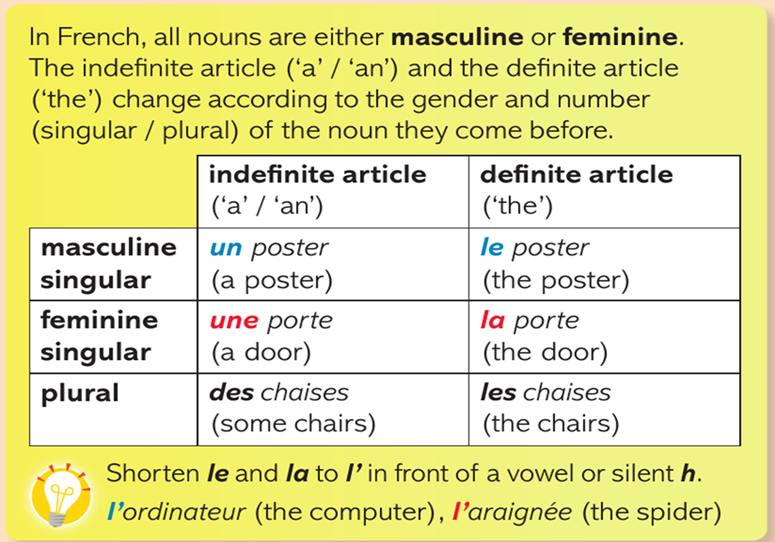 In French, all nouns are either masculine or feminine.
The indefinite article (‘a’ / ‘an’) and the definite article
(‘the’) change according to the gender and number
(singular / plural) of the noun they come before.
indefinite article definite article
(‘a’ / ‘an’) (‘the’)
masculine un poster le poster
singular (a poster) (the poster)
feminine une porte la porte
singular (a door) (the door)
plural des chaises les chaises
(some chairs) (the chairs)
Shorten le and la to l’ in front of a vowel or silent h.
l’ordinateur (the computer), l’araignée (the spider)